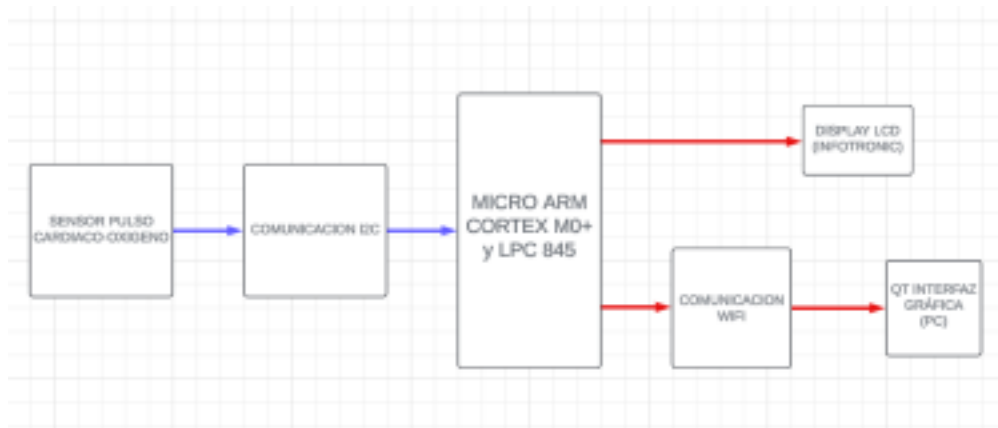 SENSOR PULSO
CARDIACO-OXIGENO
COMUNICACION I2C
MICRO ARM
CORTEX M0+
y LPC 845
DISPLAY LCD
(INFOTRONIC)
COMUNICACION
WIFI
QT INTERFAZ
GRÁFICA
(PC)